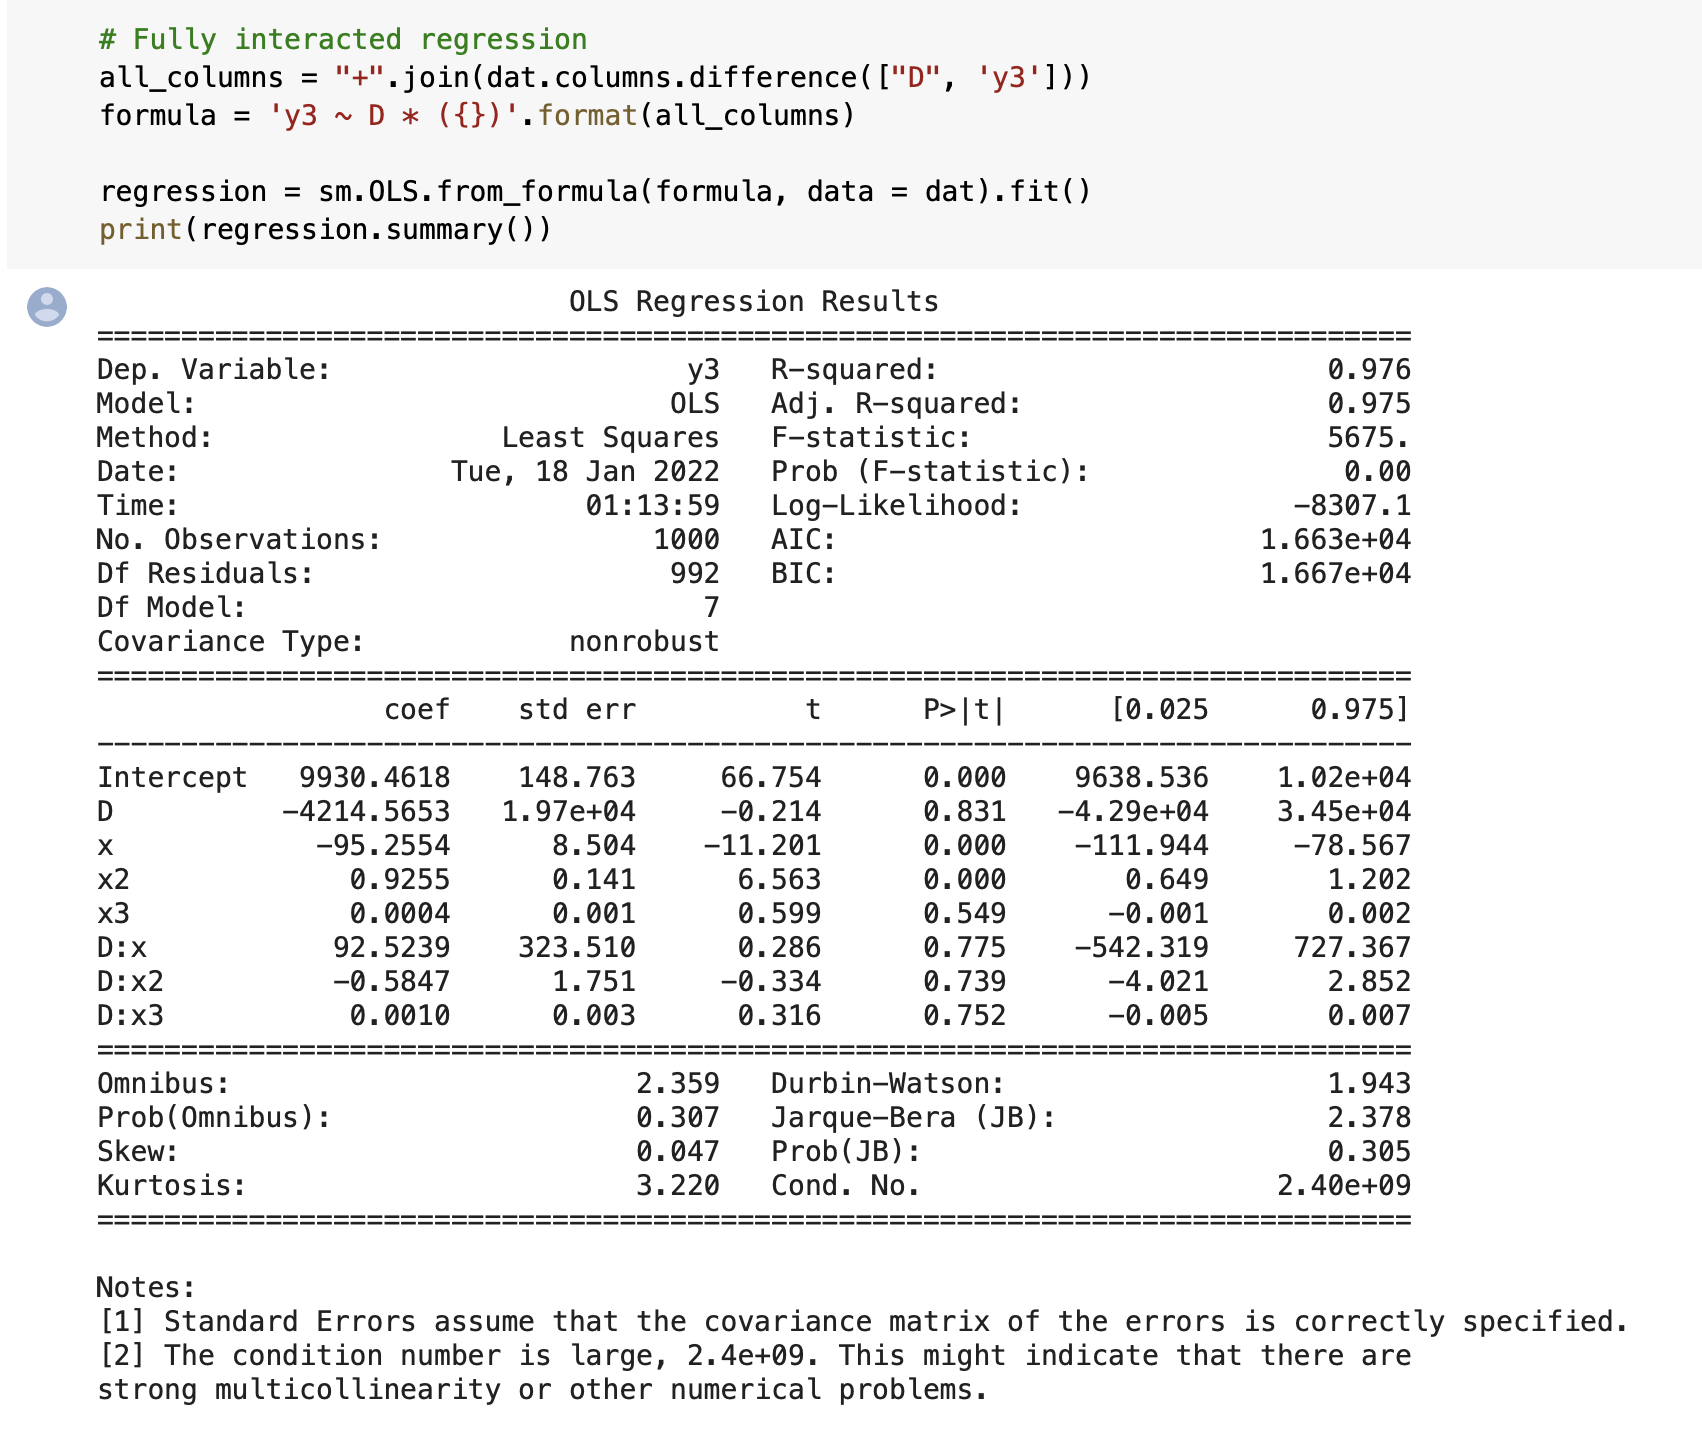 # Fully interacted regression
all_columns = "+".join(dat.columns.difference(["D", 'y3']))
formula = 'y3 ~ D * ({})'.format(all_columns)

regression = sm.OLS.from_formula(formula, data = dat).fit()
print(regression.summary())

                            OLS Regression Results
==============================================================================
Dep. Variable:                     y3   R-squared:                       0.976
Model:                            OLS   Adj. R-squared:                  0.975
Method:                 Least Squares   F-statistic:                     5675.
Date:                Tue, 18 Jan 2022   Prob (F-statistic):               0.00
Time:                        01:13:59   Log-Likelihood:                -8307.1
No. Observations:                1000   AIC:                         1.663e+04
Df Residuals:                     992   BIC:                         1.667e+04
Df Model:                           7
Covariance Type:            nonrobust
==============================================================================
                 coef    std err          t      P>|t|      [0.025      0.975]
------------------------------------------------------------------------------
Intercept   9930.4618    148.763     66.754      0.000    9638.536    1.02e+04
D          -4214.5653   1.97e+04     -0.214      0.831   -4.29e+04    3.45e+04
x            -95.2554      8.504    -11.201      0.000    -111.944     -78.567
x2             0.9255      0.141      6.563      0.000       0.649       1.202
x3             0.0004      0.001      0.599      0.549      -0.001       0.002
D:x           92.5239    323.510      0.286      0.775    -542.319     727.367
D:x2          -0.5847      1.751     -0.334      0.739      -4.021       2.852
D:x3           0.0010      0.003      0.316      0.752      -0.005       0.007
==============================================================================
Omnibus:                        2.359   Durbin-Watson:                   1.943
Prob(Omnibus):                  0.307   Jarque-Bera (JB):                2.378
Skew:                           0.047   Prob(JB):                        0.305
Kurtosis:                       3.220   Cond. No.                     2.40e+09
==============================================================================

Notes:
[1] Standard Errors assume that the covariance matrix of the errors is correctly specified.
[2] The condition number is large, 2.4e+09. This might indicate that there are
strong multicollinearity or other numerical problems.